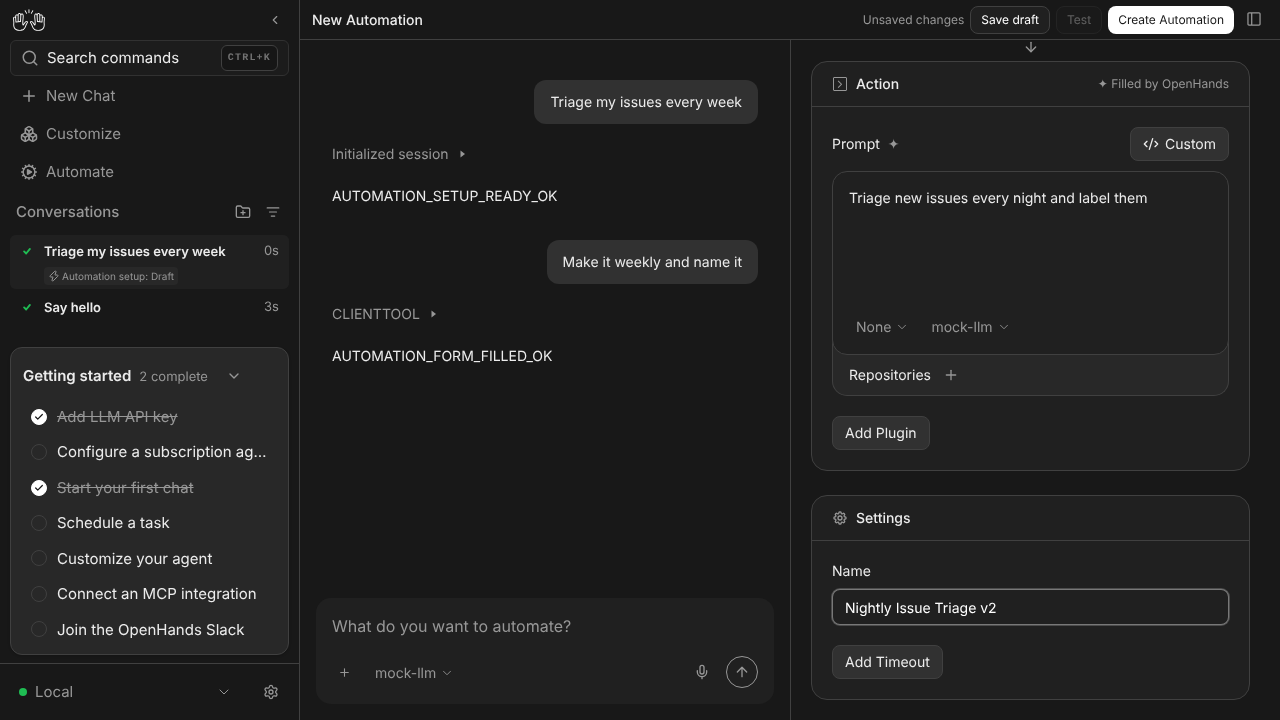 New Automation
Unsaved changes
Save draft
Test
Create Automation
Search commands
CTRL+K
New Chat
Customize
Automate
Conversations
Triage my issues every week
0s
Automation setup: Draft
Say hello
3s
Getting started
2 complete
Add LLM API key
Configure a subscription ag...
Start your first chat
Schedule a task
Customize your agent
Connect an MCP integration
Join the OpenHands Slack
Local
Triage my issues every week
Initialized session
AUTOMATION_SETUP_READY_OK
Make it weekly and name it
CLIENTTOOL
AUTOMATION_FORM_FILLED_OK
What do you want to automate?
mock-llm
Action
Filled by OpenHands
Prompt
Custom
Triage new issues every night and label them
None
mock-llm
Repositories
Add Plugin
Settings
Name
Nightly Issue Triage v2
Add Timeout